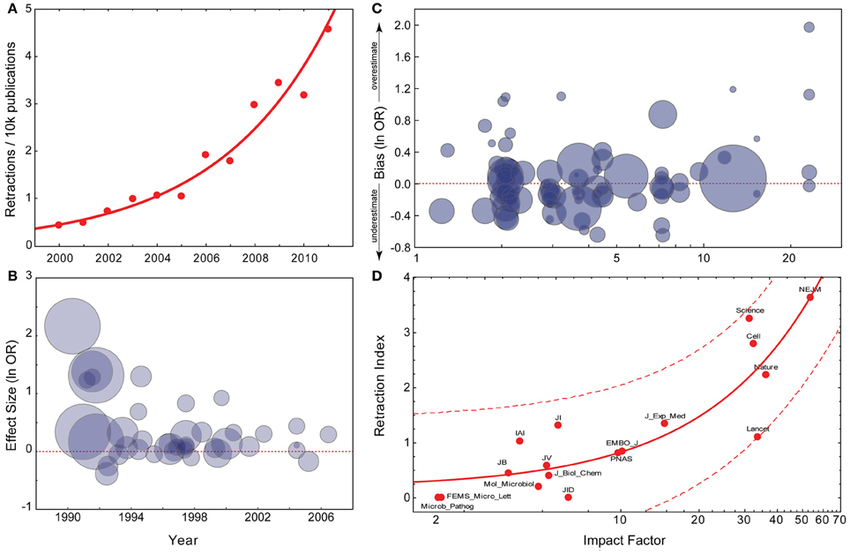 A
Retractions / 10k publications
5
4
3
2
1
0
2000 2002 2004 2006 2008 2010
B
Effect Size (ln OR)
3
2
1
0
-1
1990 1994 1998 2002 2006
Year
C
overestimate
Bias (ln OR)
underestimate
2.0
1.6
1.2
0.8
0.4
0.0
-0.4
-0.8
1 2 5 10 20
D
Retraction Index
4
3
2
1
0
NEJM
Science
Cell
Nature
Lancet
J_Exp_Med
JI
IAI
EMBO_J
PNAS
JV
JB
J_Biol_Chem
Mol_Microbiol
JID
FEMS_Micro_Lett
Microb_Pathog
2 10 20 30 40 50 60 70
Impact Factor